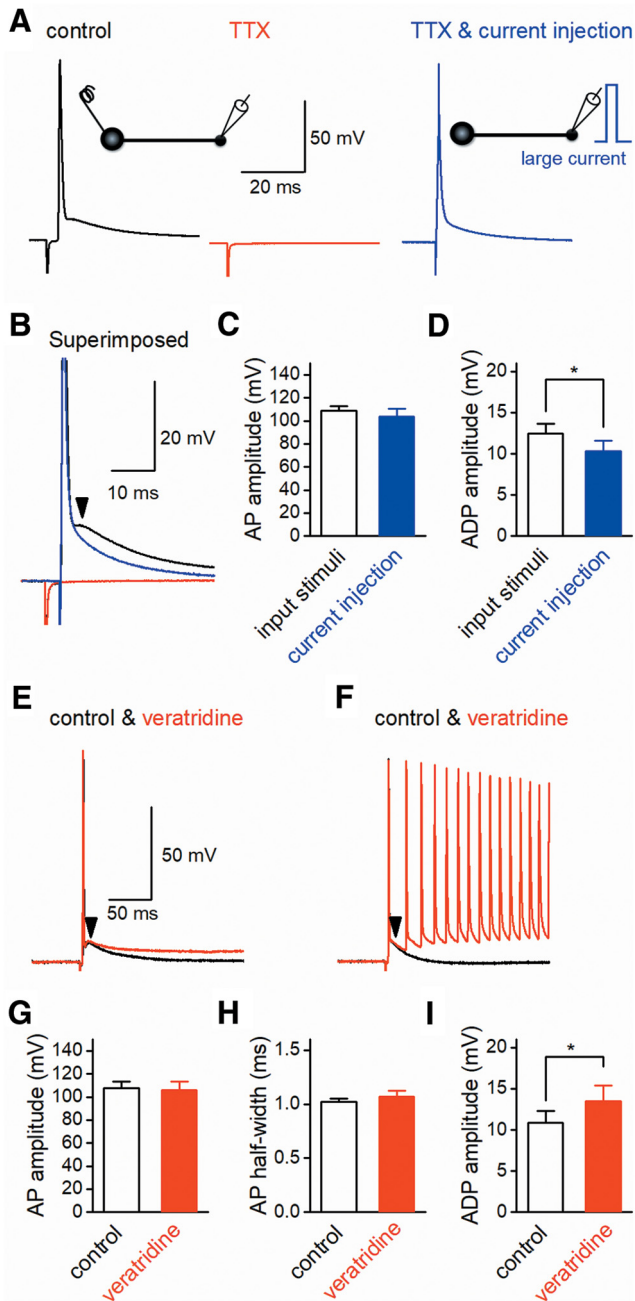 A
control
TTX
TTX & current injection
50 mV
20 ms
large current
B
Superimposed
20 mV
10 ms
C
AP amplitude (mV)
140
120
100
80
60
40
20
0
input stimuli
current injection
D
ADP amplitude (mV)
20
15
10
5
0
*
input stimuli
current injection
E
control & veratridine
50 mV
50 ms
F
control & veratridine
G
AP amplitude (mV)
140
120
100
80
60
40
20
0
control
veratridine
H
AP half-width (ms)
1.5
1.0
0.5
0.0
control
veratridine
I
ADP amplitude (mV)
20
15
10
5
0
*
control
veratridine